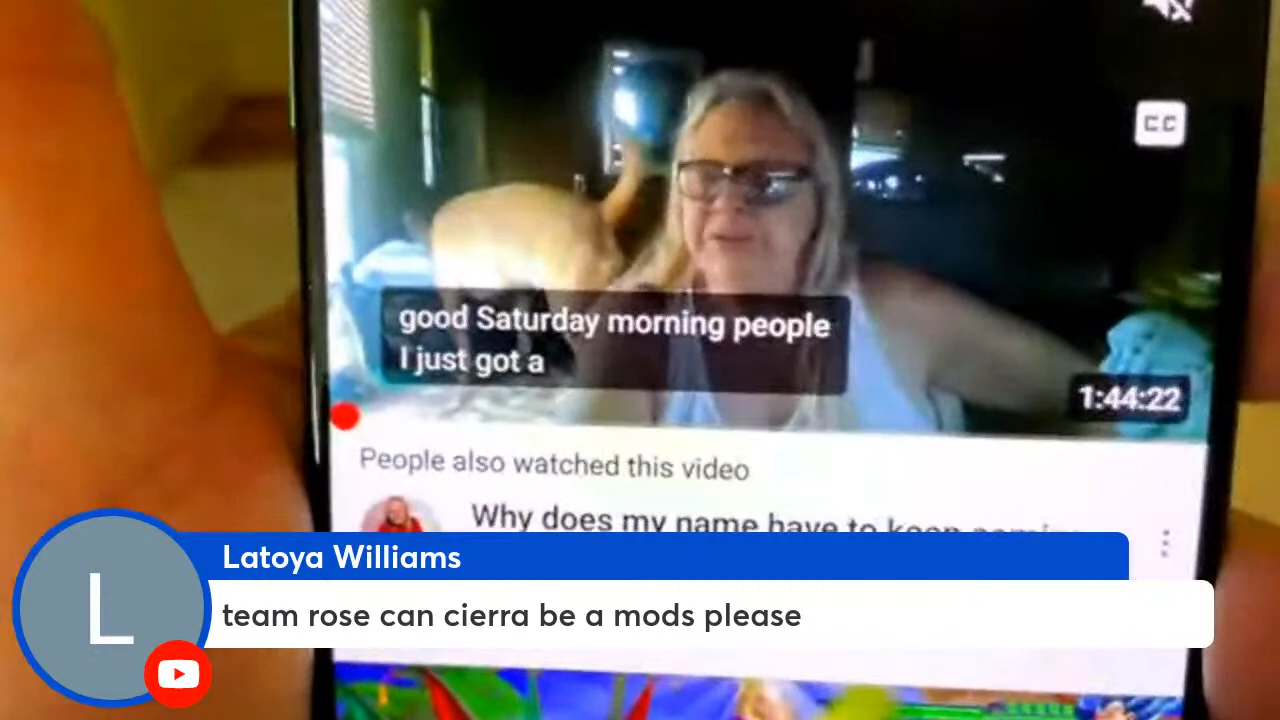 CC
good Saturday morning people
I just got a
1:44:22
People also watched this video
Why does my name have to keep
Latoya Williams
L
team rose can cierra be a mods please